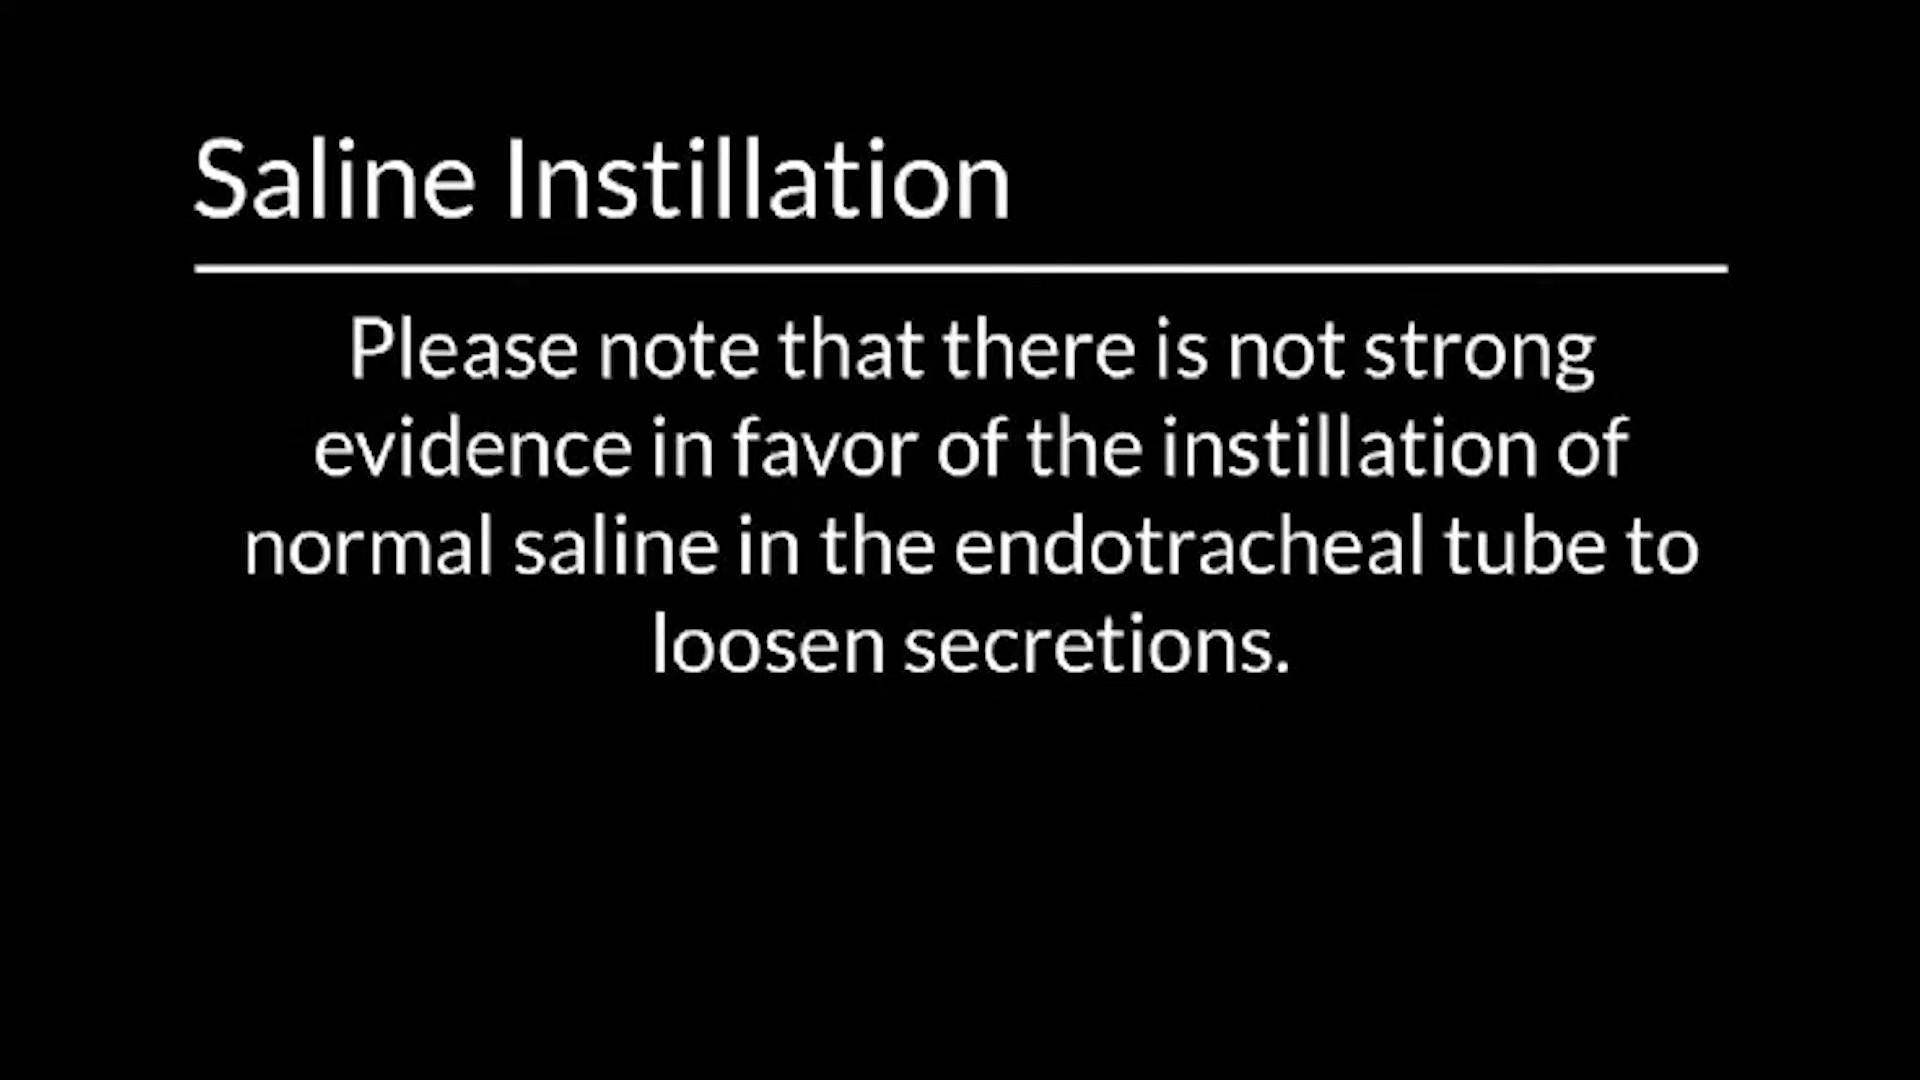 Saline Instillation
Please note that there is not strong
evidence in favor of the instillation of
normal saline in the endotracheal tube to
loosen secretions.